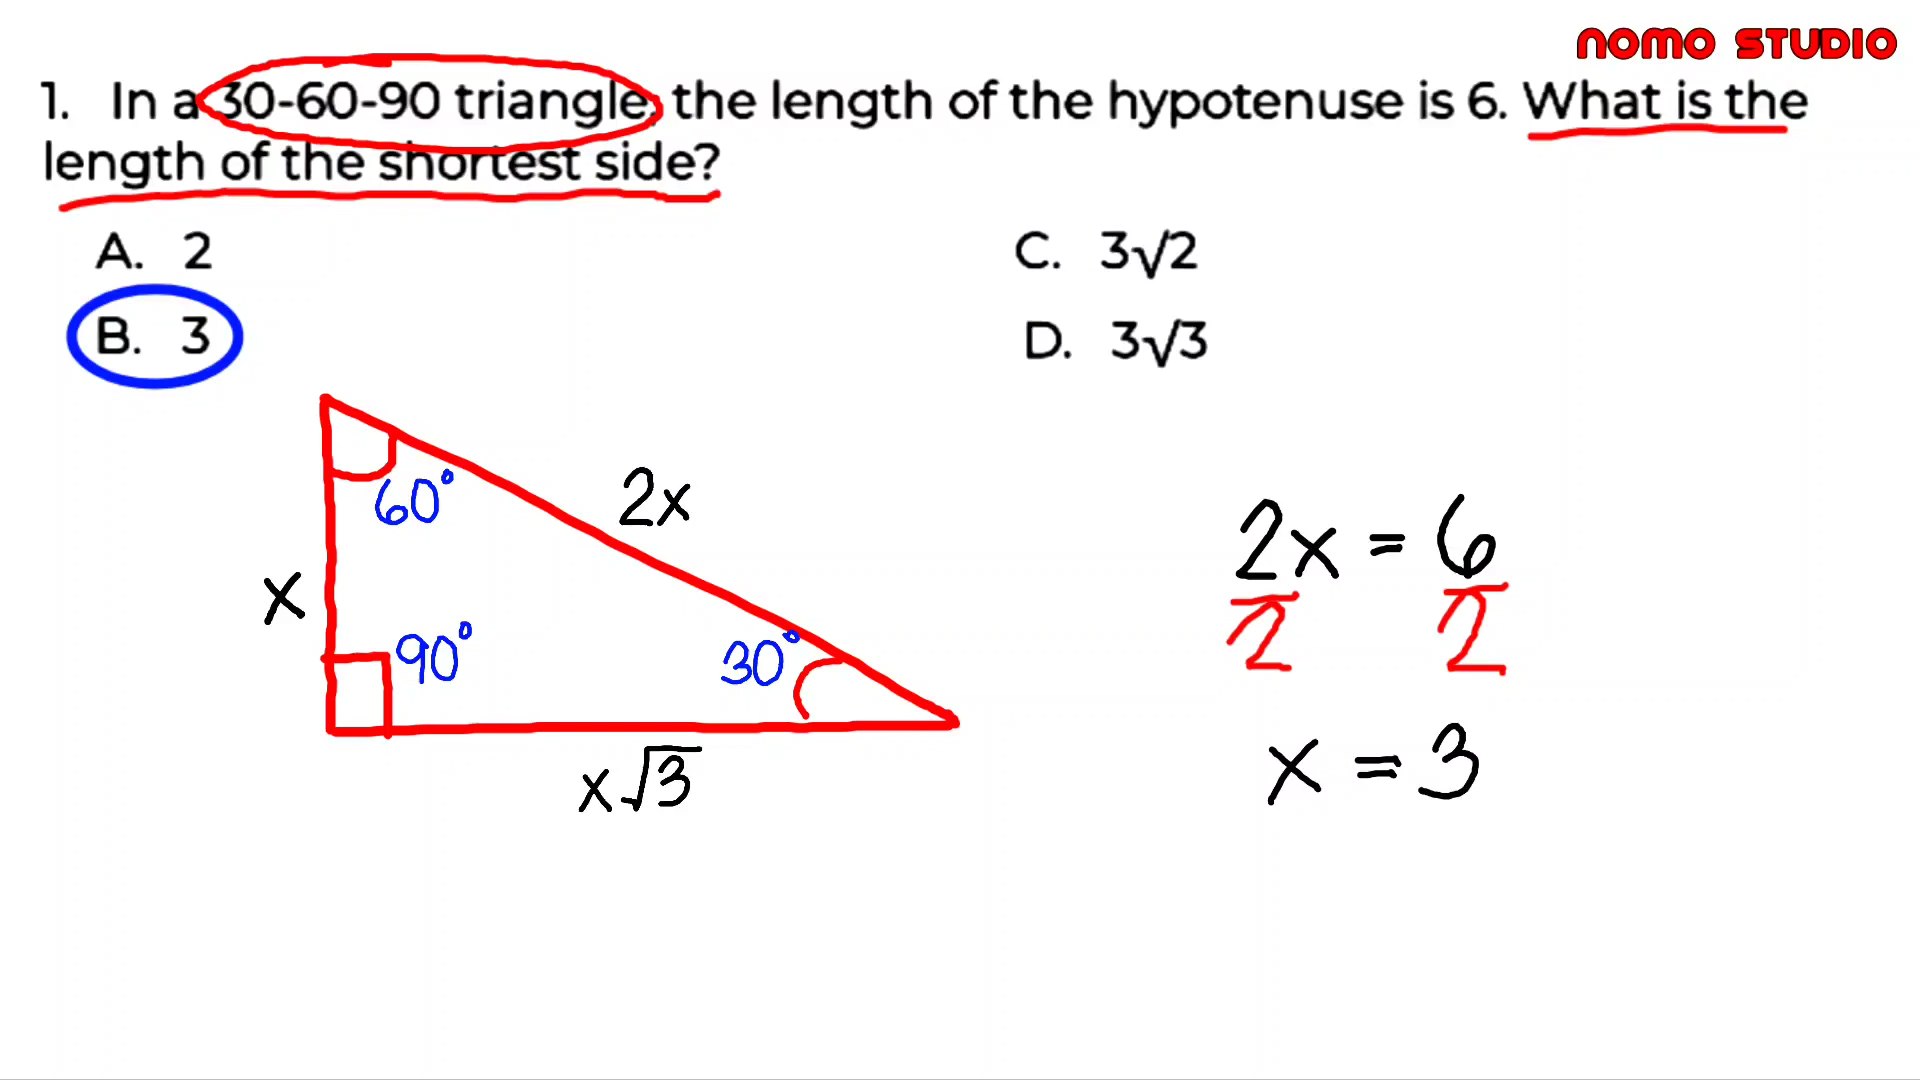 NOMO STUDIO
1. In a 30-60-90 triangle, the length of the hypotenuse is 6. What is the
length of the shortest side?
A. 2
C. 3√2
B. 3
D. 3√3
60°
2x
2x = 6
2 2
x
90°
30°
x = 3
x√3